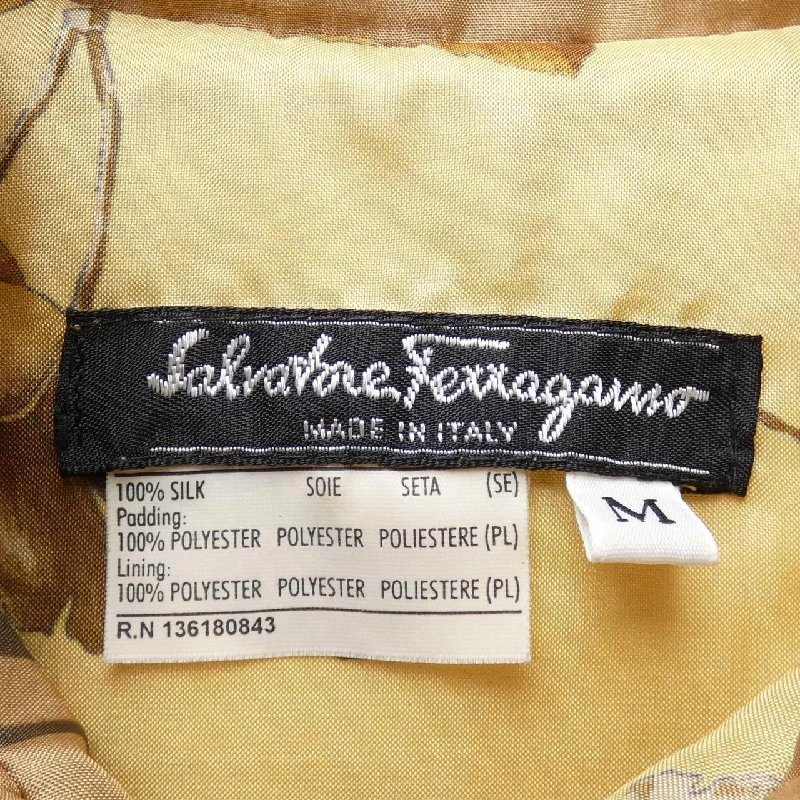 Salvatore Ferragamo
MADE IN ITALY
M
100% SILK SOIE SETA (SE)
Padding:
100% POLYESTER POLYESTER POLIESTERE (PL)
Lining:
100% POLYESTER POLYESTER POLIESTERE (PL)
R.N 136180843